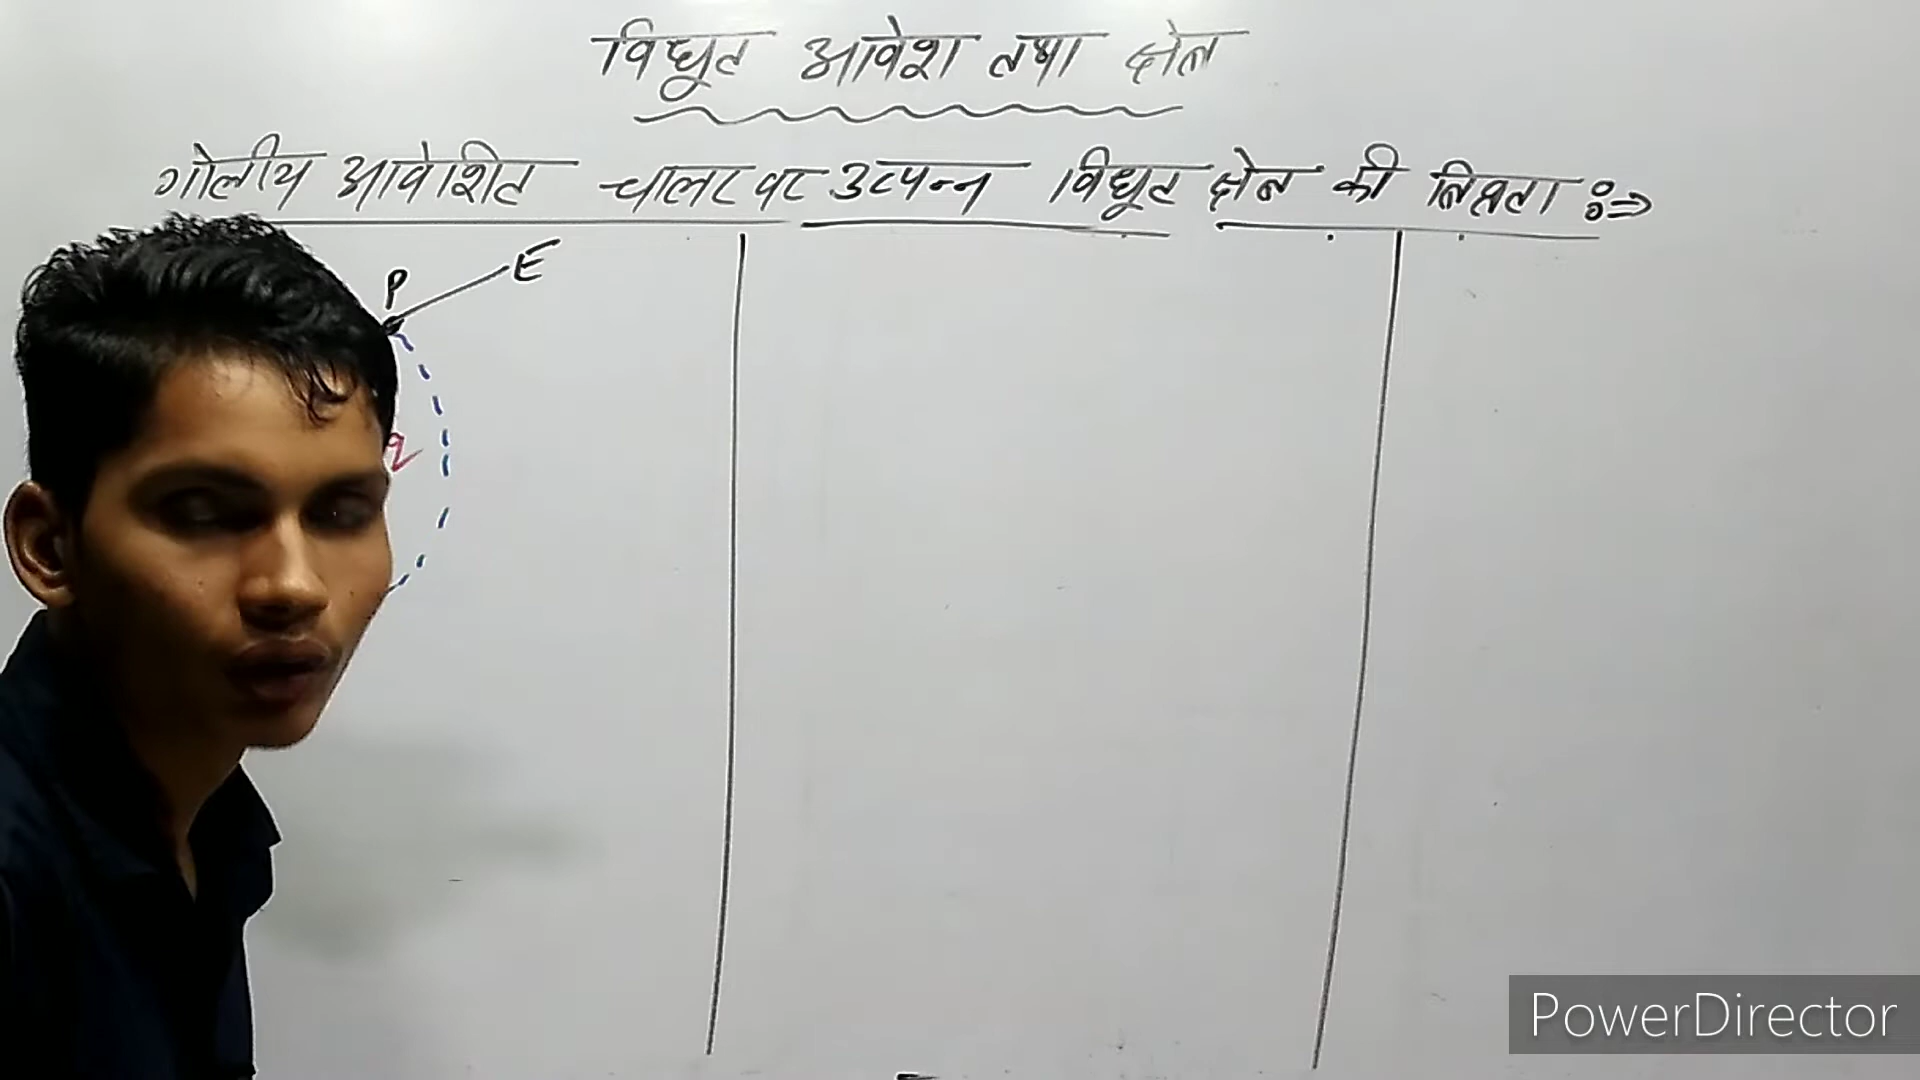 विधूत आवेश तथा क्षेत्र
गोलीय आवेशित चालक पर उत्पन्न विधूत क्षेत्र की तिव्रता :⇒
P
E
q
PowerDirector